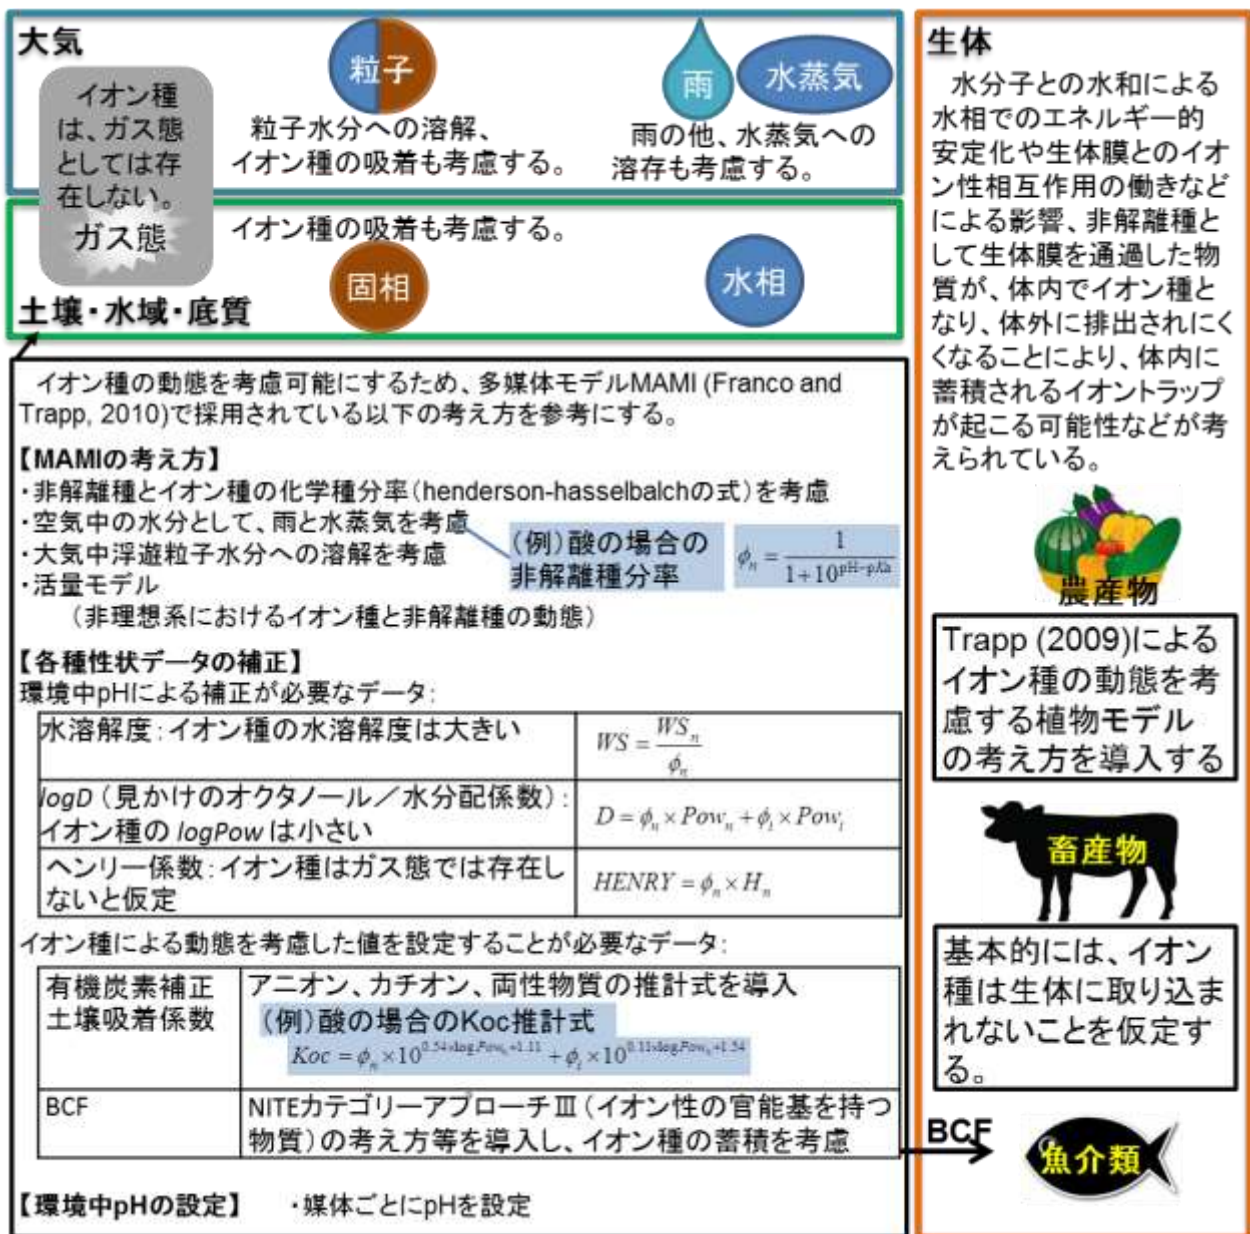 大気
イオン種
は、ガス態
としては存
在しない。
ガス態
粒子
粒子水分への溶解、
イオン種の吸着も考慮する。
雨
水蒸気
雨の他、水蒸気への
溶存も考慮する。
イオン種の吸着も考慮する。
固相
水相
土壌・水域・底質
イオン種の動態を考慮可能にするため、多媒体モデルMAMI (Franco and
Trapp, 2010)で採用されている以下の考え方を参考にする。
【MAMIの考え方】
・非解離種とイオン種の化学種分率(henderson-hasselbalchの式)を考慮
・空気中の水分として、雨と水蒸気を考慮
・大気中浮遊粒子水分への溶解を考慮
・活量モデル
(非理想系におけるイオン種と非解離種の動態)
(例)酸の場合の
非解離種分率
ϕn = 1 / (1+10^(pH-pKa))
【各種性状データの補正】
環境中pHによる補正が必要なデータ:
水溶解度:イオン種の水溶解度は大きい
WS = WSn / ϕn
logD (見かけのオクタノール/水分配係数):
イオン種の logPow は小さい
D = ϕn × Pown + ϕi × Powi
ヘンリー係数:イオン種はガス態では存在し
ないと仮定
HENRY = ϕn × Hn
イオン種による動態を考慮した値を設定することが必要なデータ:
有機炭素補正
土壌吸着係数
アニオン、カチオン、両性物質の推計式を導入
(例)酸の場合のKoc推計式
Koc = ϕn × 10^(0.54×logPown+1.11) + ϕi × 10^(0.11×logPown+1.54)
BCF
NITEカテゴリーアプローチⅢ(イオン性の官能基を持つ
物質)の考え方等を導入し、イオン種の蓄積を考慮
【環境中pHの設定】 ・媒体ごとにpHを設定
生体
水分子との水和による
水相でのエネルギー的
安定化や生体膜とのイオ
ン性相互作用の働きなど
による影響、非解離種と
して生体膜を通過した物
質が、体内でイオン種と
なり、体外に排出されにく
くなることにより、体内に
蓄積されるイオントラップ
が起こる可能性などが考
えられている。
農産物
Trapp (2009)による
イオン種の動態を考
慮する植物モデル
の考え方を導入する
畜産物
基本的には、イオン
種は生体に取り込ま
れないことを仮定す
る。
BCF
魚介類